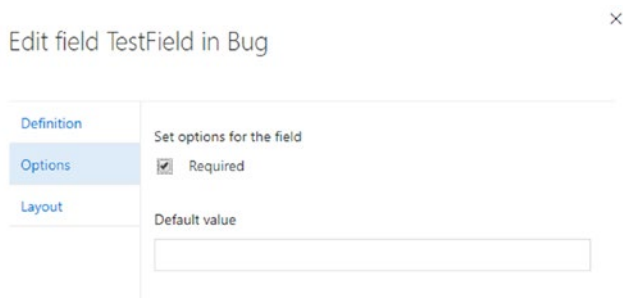 Edit field TestField in Bug
Definition
Options
Layout
Set options for the field
Required
Default value